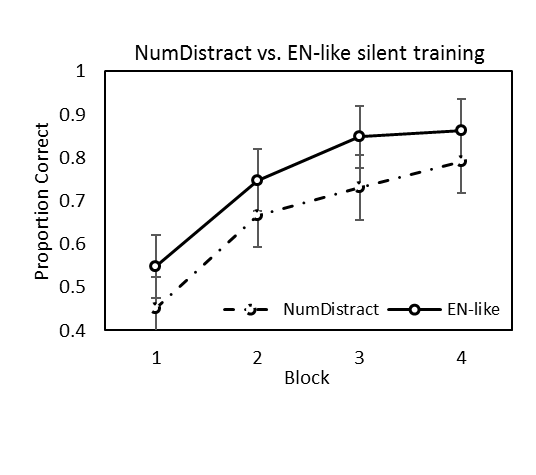 NumDistract vs. EN-like silent training
1
0.9
0.8
0.7
0.6
0.5
0.4
Proportion Correct
NumDistract
EN-like
1 2 3 4
Block